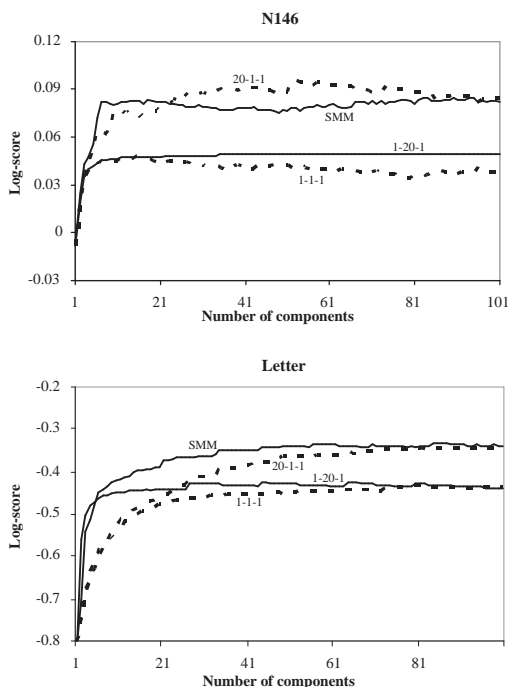 N146
0.12
0.09
0.06
0.03
0
-0.03
Log-score
20-1-1
SMM
1-20-1
1-1-1
1 21 41 61 81 101
Number of components
Letter
-0.2
-0.3
-0.4
-0.5
-0.6
-0.7
-0.8
Log-score
SMM
20-1-1
1-20-1
1-1-1
1 21 41 61 81
Number of components